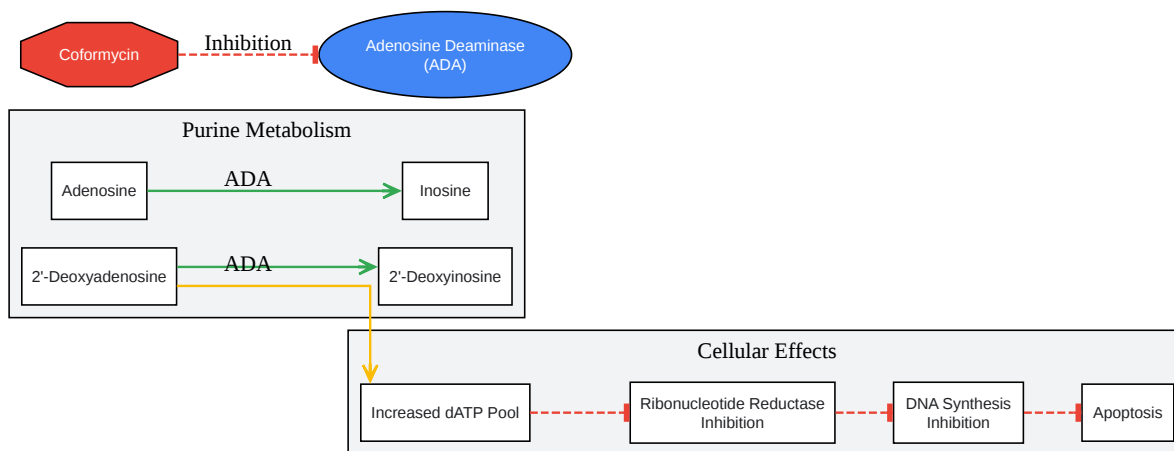 Coformycin
Inhibition
Adenosine Deaminase
(ADA)
Purine Metabolism
Adenosine
ADA
Inosine
2'-Deoxyadenosine
ADA
2'-Deoxyinosine
Cellular Effects
Increased dATP Pool
Ribonucleotide Reductase
Inhibition
DNA Synthesis
Inhibition
Apoptosis